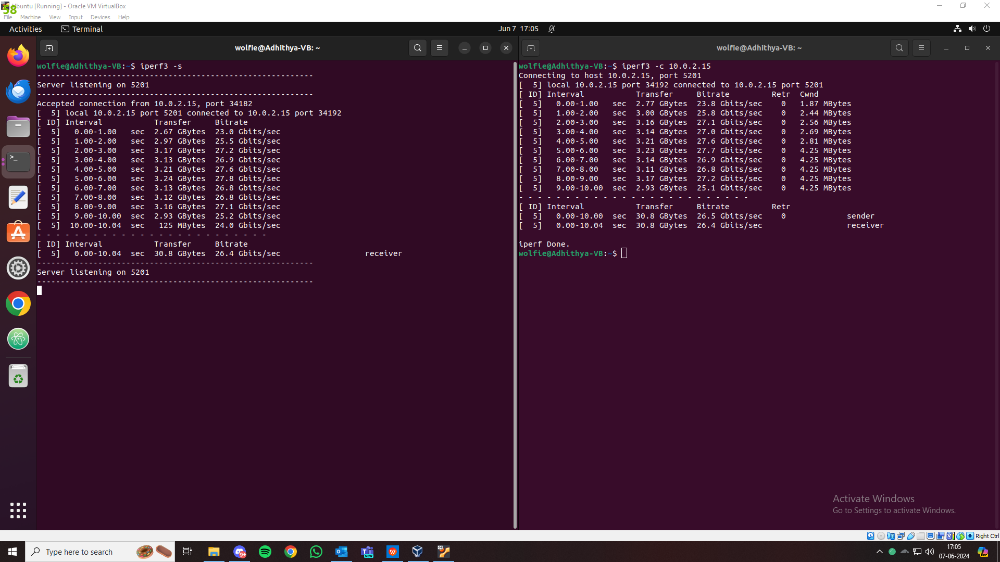 Ubuntu [Running] - Oracle VM VirtualBox
58
File Machine View Input Devices Help
Activities Terminal Jun 7 17:05
wolfie@Adhithya-VB: ~
wolfie@Adhithya-VB:~$ iperf3 -s
-----------------------------------------------------------
Server listening on 5201
-----------------------------------------------------------
Accepted connection from 10.0.2.15, port 34182
[  5] local 10.0.2.15 port 5201 connected to 10.0.2.15 port 34192
[ ID] Interval           Transfer     Bitrate
[  5]   0.00-1.00   sec  2.67 GBytes  23.0 Gbits/sec
[  5]   1.00-2.00   sec  2.97 GBytes  25.5 Gbits/sec
[  5]   2.00-3.00   sec  3.17 GBytes  27.2 Gbits/sec
[  5]   3.00-4.00   sec  3.13 GBytes  26.9 Gbits/sec
[  5]   4.00-5.00   sec  3.21 GBytes  27.6 Gbits/sec
[  5]   5.00-6.00   sec  3.24 GBytes  27.8 Gbits/sec
[  5]   6.00-7.00   sec  3.13 GBytes  26.8 Gbits/sec
[  5]   7.00-8.00   sec  3.12 GBytes  26.8 Gbits/sec
[  5]   8.00-9.00   sec  3.16 GBytes  27.1 Gbits/sec
[  5]   9.00-10.00  sec  2.93 GBytes  25.2 Gbits/sec
[  5]  10.00-10.04  sec   125 MBytes  24.0 Gbits/sec
- - - - - - - - - - - - - - - - - - - - - - - - -
[ ID] Interval           Transfer     Bitrate
[  5]   0.00-10.04  sec  30.8 GBytes  26.4 Gbits/sec                  receiver
-----------------------------------------------------------
Server listening on 5201
-----------------------------------------------------------
wolfie@Adhithya-VB: ~
wolfie@Adhithya-VB:~$ iperf3 -c 10.0.2.15
Connecting to host 10.0.2.15, port 5201
[  5] local 10.0.2.15 port 34192 connected to 10.0.2.15 port 5201
[ ID] Interval           Transfer     Bitrate         Retr  Cwnd
[  5]   0.00-1.00   sec  2.77 GBytes  23.8 Gbits/sec    0   1.87 MBytes
[  5]   1.00-2.00   sec  3.00 GBytes  25.8 Gbits/sec    0   2.44 MBytes
[  5]   2.00-3.00   sec  3.16 GBytes  27.1 Gbits/sec    0   2.56 MBytes
[  5]   3.00-4.00   sec  3.14 GBytes  27.0 Gbits/sec    0   2.69 MBytes
[  5]   4.00-5.00   sec  3.21 GBytes  27.6 Gbits/sec    0   2.81 MBytes
[  5]   5.00-6.00   sec  3.23 GBytes  27.7 Gbits/sec    0   4.25 MBytes
[  5]   6.00-7.00   sec  3.14 GBytes  26.9 Gbits/sec    0   4.25 MBytes
[  5]   7.00-8.00   sec  3.11 GBytes  26.8 Gbits/sec    0   4.25 MBytes
[  5]   8.00-9.00   sec  3.17 GBytes  27.2 Gbits/sec    0   4.25 MBytes
[  5]   9.00-10.00  sec  2.93 GBytes  25.1 Gbits/sec    0   4.25 MBytes
- - - - - - - - - - - - - - - - - - - - - - - - -
[ ID] Interval           Transfer     Bitrate         Retr
[  5]   0.00-10.00  sec  30.8 GBytes  26.5 Gbits/sec    0             sender
[  5]   0.00-10.04  sec  30.8 GBytes  26.4 Gbits/sec                  receiver
iperf Done.
wolfie@Adhithya-VB:~$
Activate Windows
Go to Settings to activate Windows.
Right Ctrl
Type here to search
9+
NEW
17:05
07-06-2024
PRE